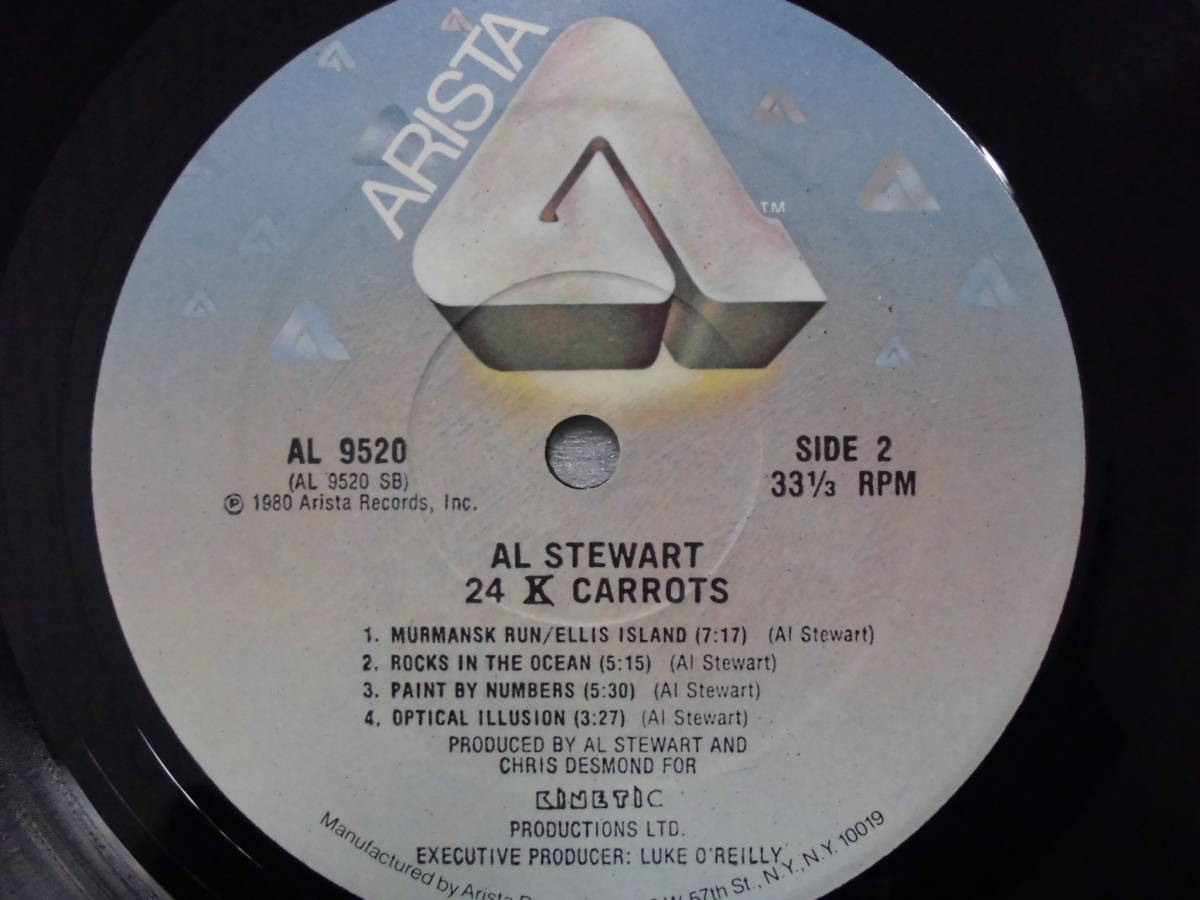 ARISTA
TM
AL 9520
(AL 9520 SB)
℗ 1980 Arista Records, Inc.
SIDE 2
33⅓ RPM
AL STEWART
24 K CARROTS
1. MURMANSK RUN/ELLIS ISLAND (7:17) (Al Stewart)
2. ROCKS IN THE OCEAN (5:15) (Al Stewart)
3. PAINT BY NUMBERS (5:30) (Al Stewart)
4. OPTICAL ILLUSION (3:27) (Al Stewart)
PRODUCED BY AL STEWART AND
CHRIS DESMOND FOR
KINETIC
PRODUCTIONS LTD.
EXECUTIVE PRODUCER: LUKE O'REILLY
Manufactured by Arista W. 57th St., N.Y., N.Y. 10019